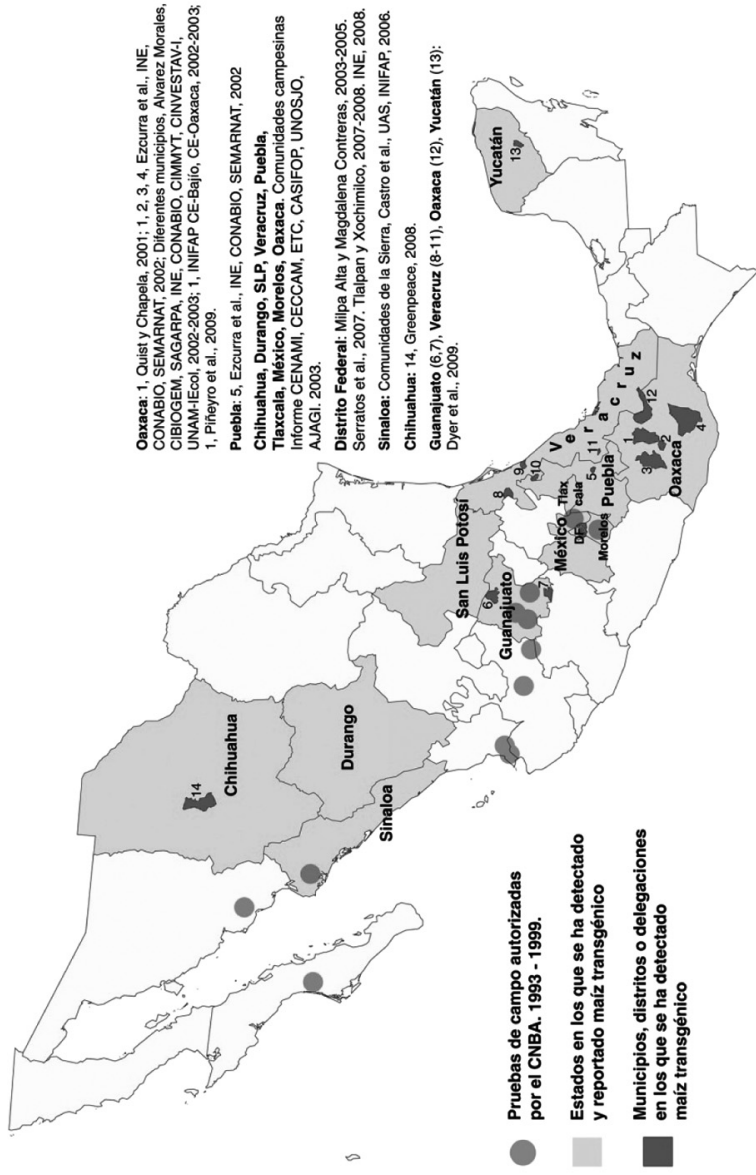 Oaxaca: 1, Quist y Chapela, 2001; 1, 2, 3, 4, Ezcurra et al., INE,
CONABIO, SEMARNAT, 2002; Diferentes municipios, Alvarez Morales,
CIBIOGEM, SAGARPA, INE, CONABIO, CIMMYT, CINVESTAV-I,
UNAM-IEcol, 2002-2003; 1, INIFAP CE-Bajío, CE-Oaxaca, 2002-2003;
1, Piñeyro et al., 2009.
Puebla: 5, Ezcurra et al., INE, CONABIO, SEMARNAT, 2002
Chihuahua, Durango, SLP, Veracruz, Puebla,
Tlaxcala, México, Morelos, Oaxaca. Comunidades campesinas
Informe CENAMI, CECCAM, ETC, CASIFOP, UNOSJO,
AJAGI. 2003.
Distrito Federal: Milpa Alta y Magdalena Contreras, 2003-2005.
Serratos et al., 2007. Tlalpan y Xochimilco, 2007-2008. INE, 2008.
Sinaloa: Comunidades de la Sierra, Castro et al., UAS, INIFAP, 2006.
Chihuahua: 14, Greenpeace, 2008.
Guanajuato (6,7), Veracruz (8-11), Oaxaca (12), Yucatán (13):
Dyer et al., 2009.
14
Chihuahua
Durango
Sinaloa
San Luis Potosí
8
9
10
6
Guanajuato
7
México
DF
Morelos
Tláx
cala
Puebla
5
11
Veracruz
1
2
3
4
12
Oaxaca
Yucatán
13
Pruebas de campo autorizadas
por el CNBA. 1993 - 1999.
Estados en los que se ha detectado
y reportado maíz transgénico
Municipios, distritos o delegaciones
en los que se ha detectado
maíz transgénico